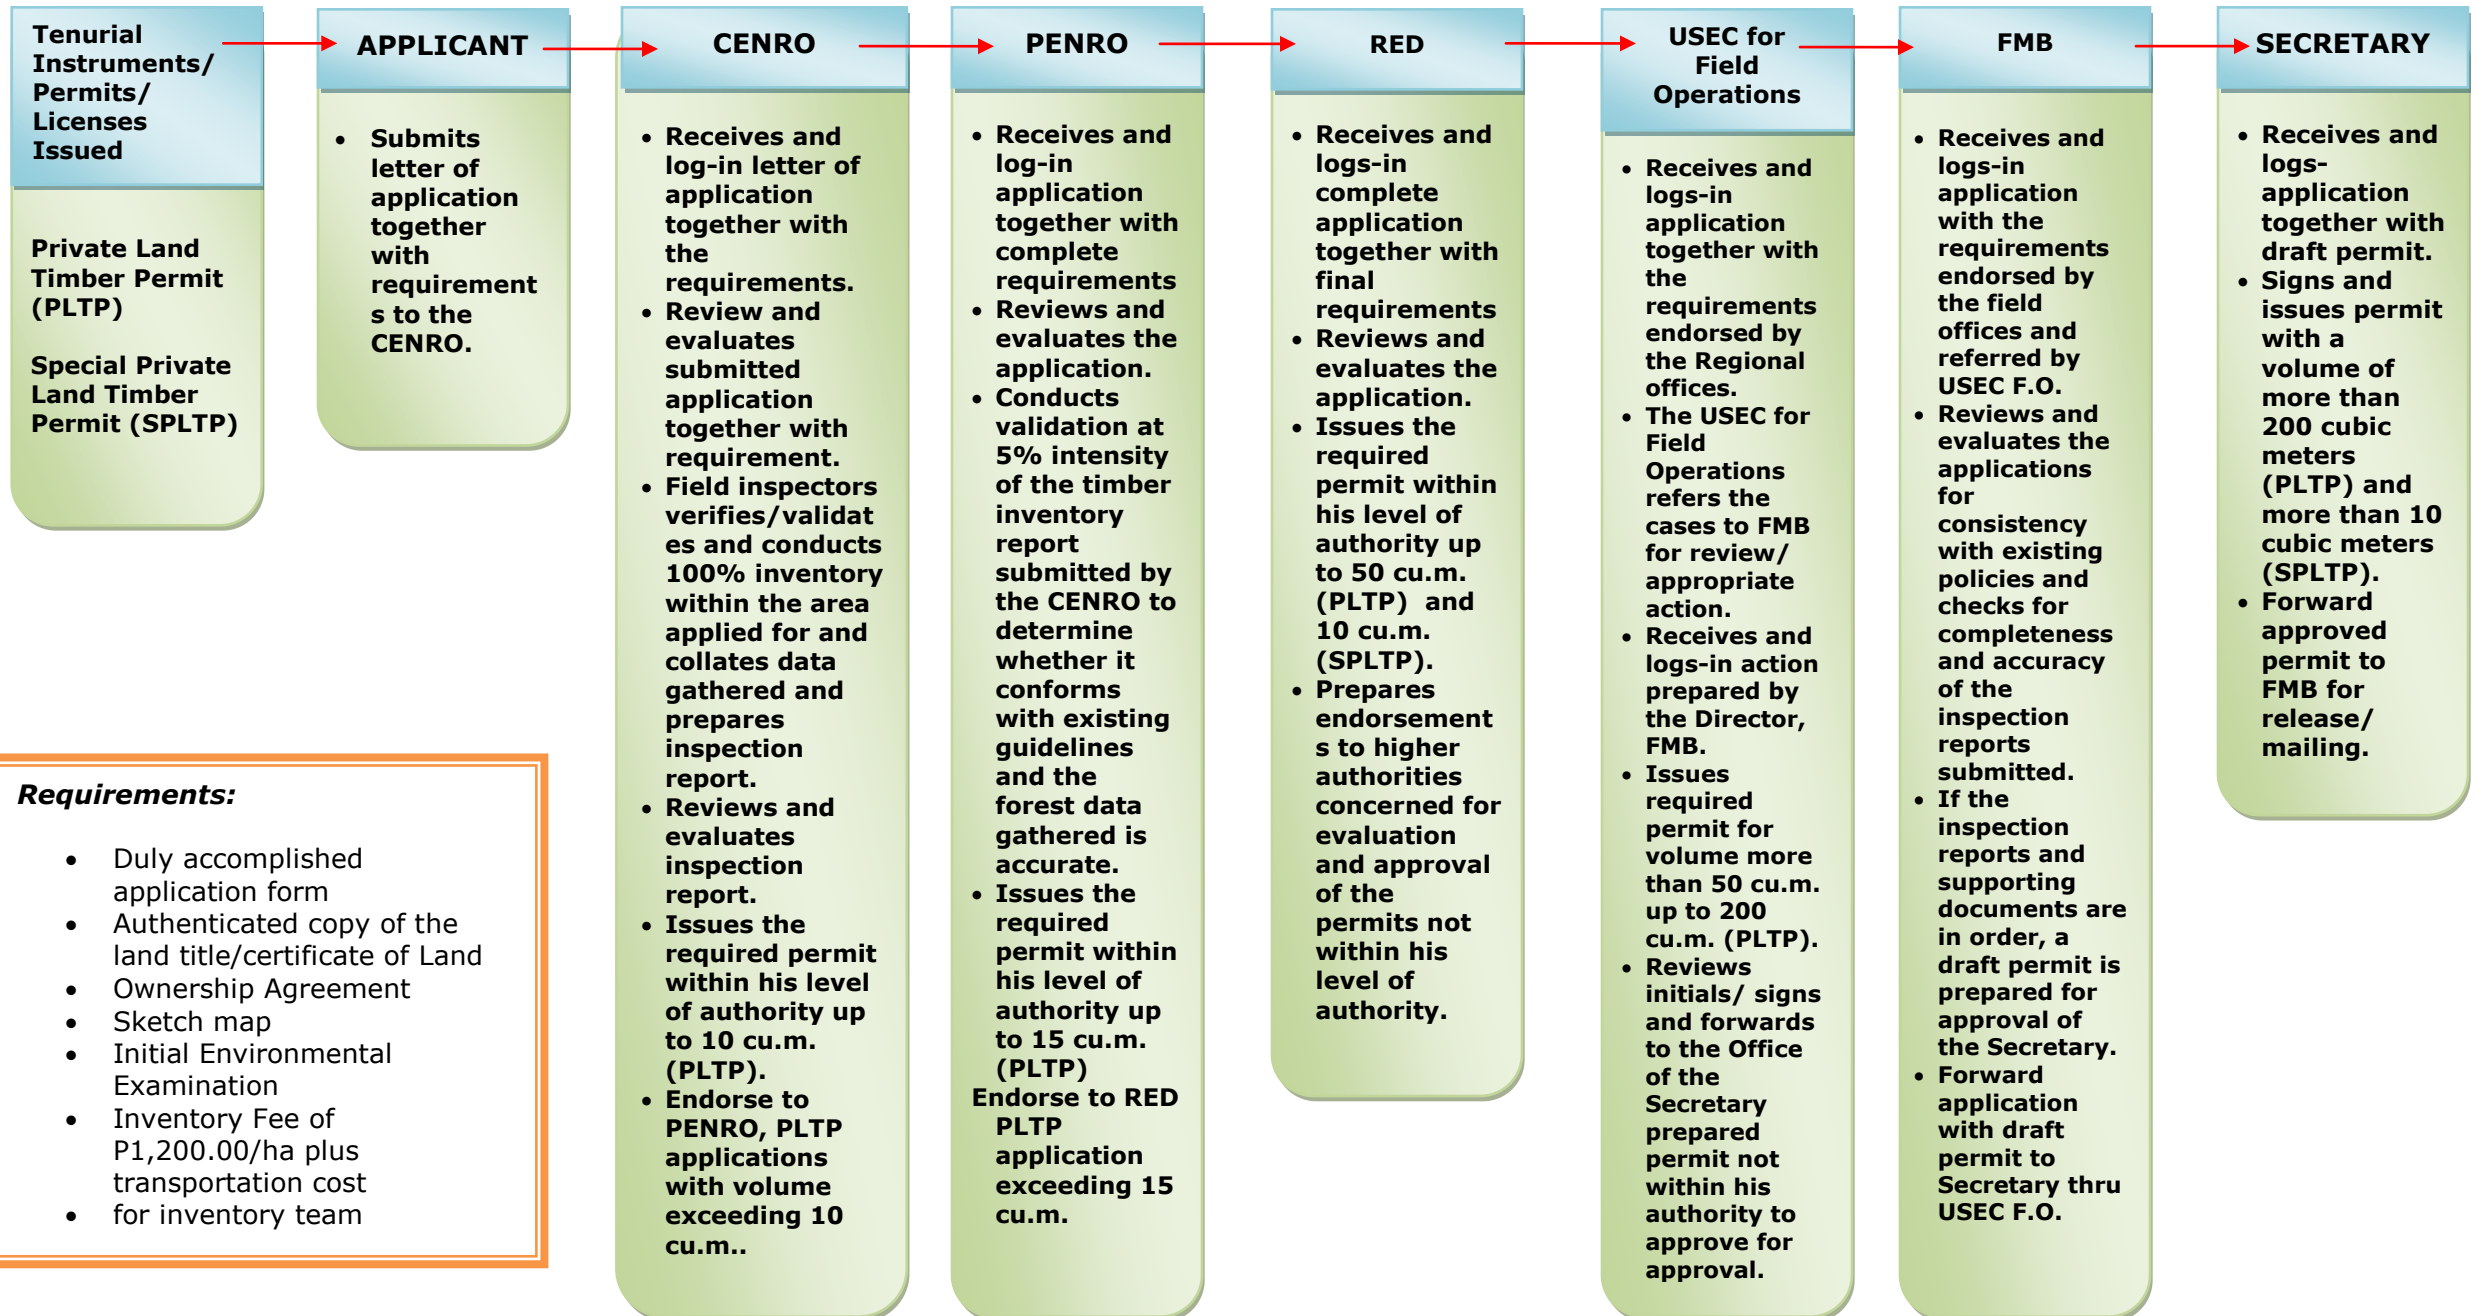 Tenurial
Instruments/
Permits/
Licenses
Issued
Private Land
Timber Permit
(PLTP)
Special Private
Land Timber
Permit (SPLTP)
APPLICANT
• Submits
letter of
application
together
with
requirement
s to the
CENRO.
CENRO
• Receives and
log-in letter of
application
together with
the
requirements.
• Review and
evaluates
submitted
application
together with
requirement.
• Field inspectors
verifies/validat
es and conducts
100% inventory
within the area
applied for and
collates data
gathered and
prepares
inspection
report.
• Reviews and
evaluates
inspection
report.
• Issues the
required permit
within his level
of authority up
to 10 cu.m.
(PLTP).
• Endorse to
PENRO, PLTP
applications
with volume
exceeding 10
cu.m..
PENRO
• Receives and
log-in
application
together with
complete
requirements
• Reviews and
evaluates the
application.
• Conducts
validation at
5% intensity
of the timber
inventory
report
submitted by
the CENRO to
determine
whether it
conforms
with existing
guidelines
and the
forest data
gathered is
accurate.
• Issues the
required
permit within
his level of
authority up
to 15 cu.m.
(PLTP)
Endorse to RED
PLTP
application
exceeding 15
cu.m.
RED
• Receives and
logs-in
complete
application
together with
final
requirements
• Reviews and
evaluates the
application.
• Issues the
required
permit within
his level of
authority up
to 50 cu.m.
(PLTP) and
10 cu.m.
(SPLTP).
• Prepares
endorsement
s to higher
authorities
concerned for
evaluation
and approval
of the
permits not
within his
level of
authority.
USEC for
Field
Operations
• Receives and
logs-in
application
together with
the
requirements
endorsed by
the Regional
offices.
• The USEC for
Field
Operations
refers the
cases to FMB
for review/
appropriate
action.
• Receives and
logs-in action
prepared by
the Director,
FMB.
• Issues
required
permit for
volume more
than 50 cu.m.
up to 200
cu.m. (PLTP).
• Reviews
initials/ signs
and forwards
to the Office
of the
Secretary
prepared
permit not
within his
authority to
approve for
approval.
FMB
• Receives and
logs-in
application
with the
requirements
endorsed by
the field
offices and
referred by
USEC F.O.
• Reviews and
evaluates the
applications
for
consistency
with existing
policies and
checks for
completeness
and accuracy
of the
inspection
reports
submitted.
• If the
inspection
reports and
supporting
documents are
in order, a
draft permit is
prepared for
approval of
the Secretary.
• Forward
application
with draft
permit to
Secretary thru
USEC F.O.
SECRETARY
• Receives and
logs-
application
together with
draft permit.
• Signs and
issues permit
with a
volume of
more than
200 cubic
meters
(PLTP) and
more than 10
cubic meters
(SPLTP).
• Forward
approved
permit to
FMB for
release/
mailing.
Requirements:
• Duly accomplished
application form
• Authenticated copy of the
land title/certificate of Land
• Ownership Agreement
• Sketch map
• Initial Environmental
Examination
• Inventory Fee of
P1,200.00/ha plus
transportation cost
• for inventory team